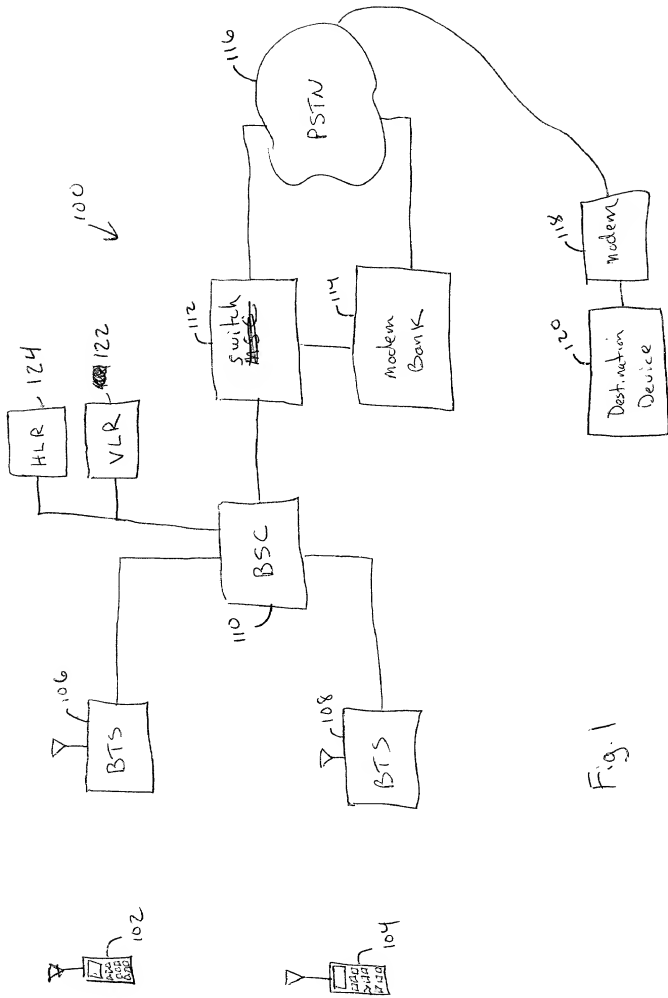 100
HLR
124
VLR
122
116
PSTN
112
Switch
106
BTS
BSC
110
114
Modem
Bank
102
108
BTS
118
Modem
120
Destination
Device
104
Fig. 1